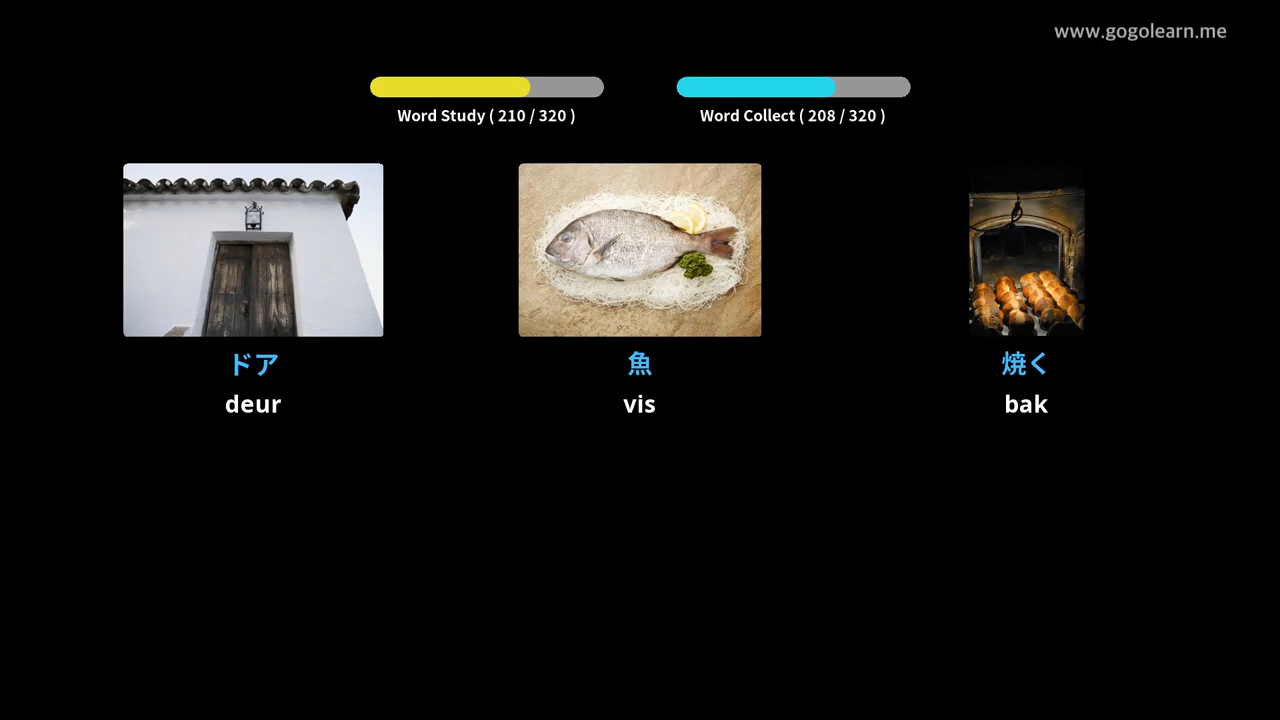 www.gogolearn.me
Word Study ( 210 / 320 )
Word Collect ( 208 / 320 )
ドア
魚
焼く
deur
vis
bak